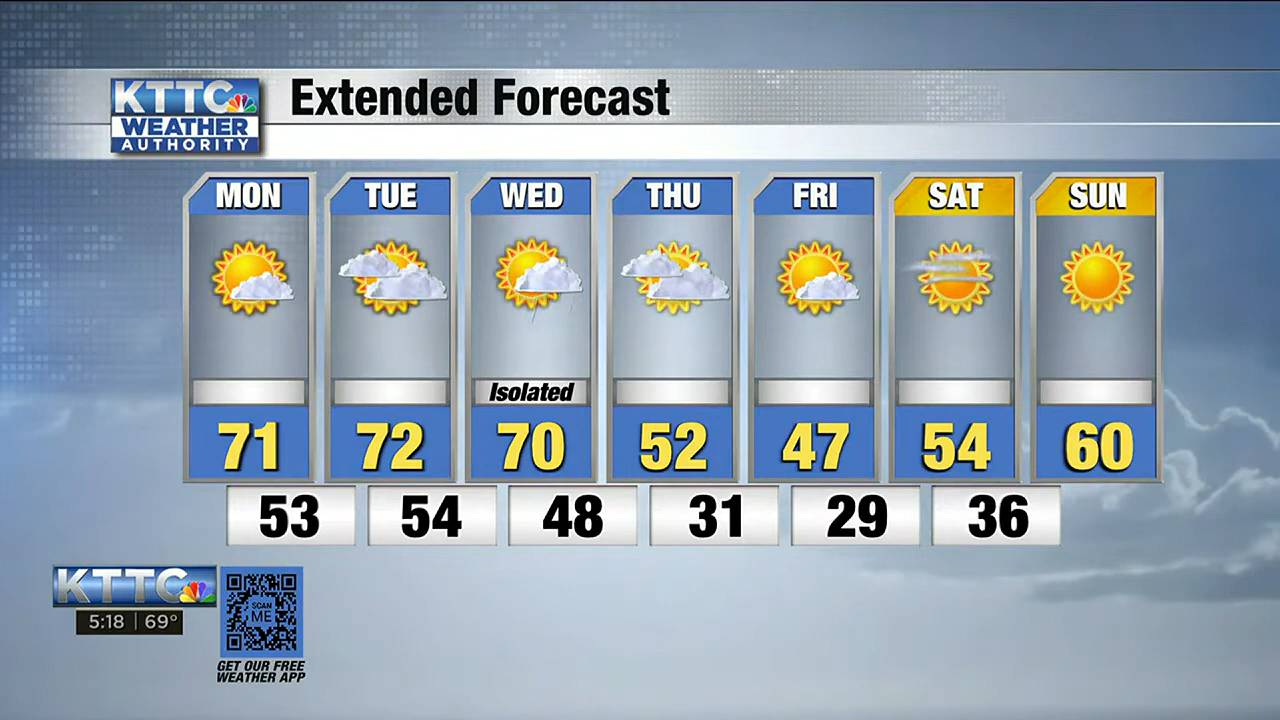 KTTC
WEATHER
AUTHORITY
Extended Forecast
MON TUE WED THU FRI SAT SUN
Isolated
71 72 70 52 47 54 60
53 54 48 31 29 36
KTTC
5:18 69°
SCAN
ME
GET OUR FREE
WEATHER APP